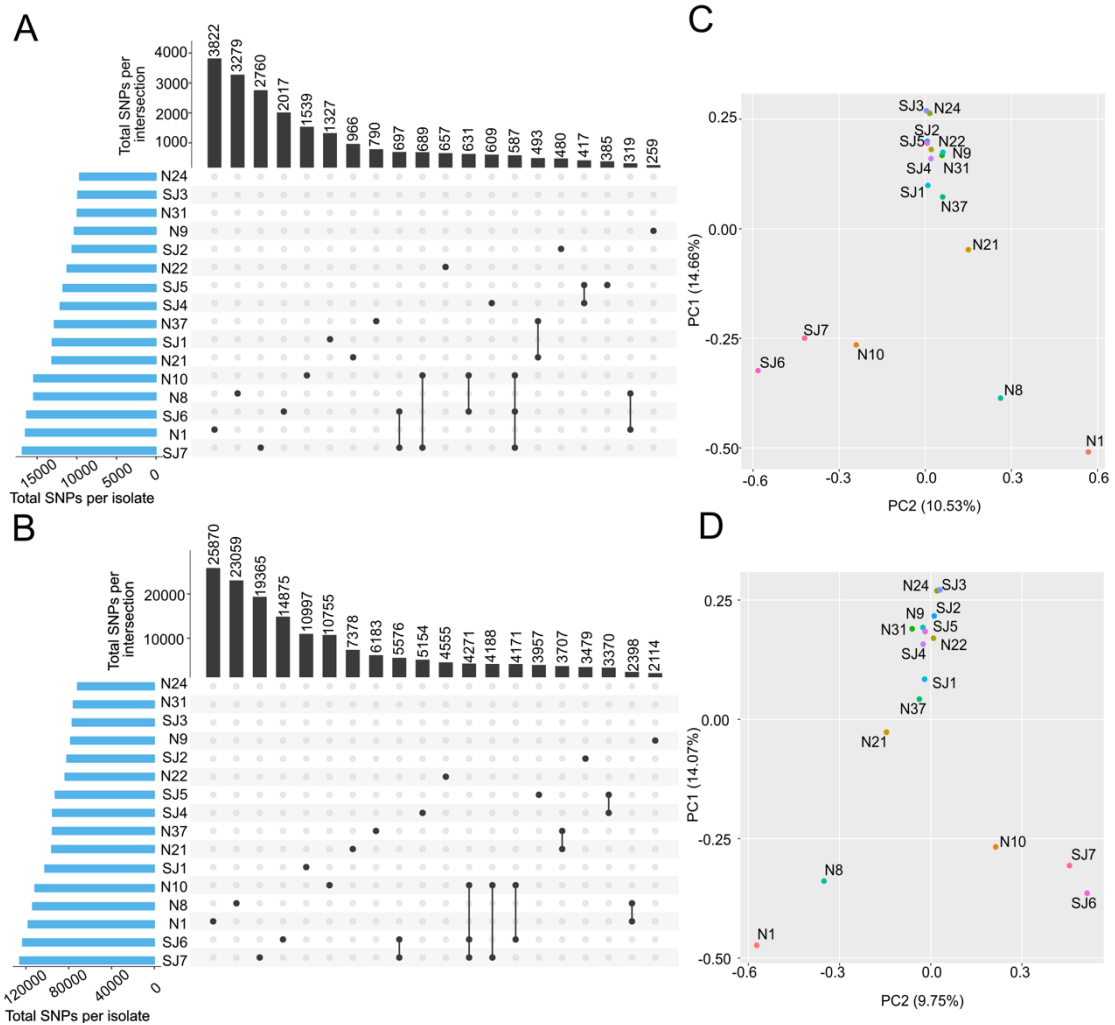 A
Total SNPs per
intersection
4000
3000
2000
1000
3822
3279
2760
2017
1539
1327
966
790
697
689
657
631
609
587
493
480
417
385
319
259
N24
SJ3
N31
N9
SJ2
N22
SJ5
SJ4
N37
SJ1
N21
N10
N8
SJ6
N1
SJ7
15000
10000
5000
0
Total SNPs per isolate
B
Total SNPs per
intersection
20000
10000
25870
23059
19365
14875
10997
10755
7378
6183
5576
5154
4555
4271
4188
4171
3957
3707
3479
3370
2398
2114
N24
N31
SJ3
N9
SJ2
N22
SJ5
SJ4
N37
N21
SJ1
N10
N8
N1
SJ6
SJ7
120000
80000
40000
0
Total SNPs per isolate
C
PC1 (14.66%)
0.25
0.00
-0.25
-0.50
SJ3
N24
SJ2
SJ5
N22
N9
SJ4
N31
SJ1
N37
N21
SJ7
N10
SJ6
N8
N1
-0.6
-0.3
0.0
0.3
0.6
PC2 (10.53%)
D
PC1 (14.07%)
0.25
0.00
-0.25
-0.50
N24
SJ3
N9
SJ2
N31
SJ5
SJ4
N22
SJ1
N37
N21
N10
SJ7
N8
SJ6
N1
-0.6
-0.3
0.0
0.3
PC2 (9.75%)